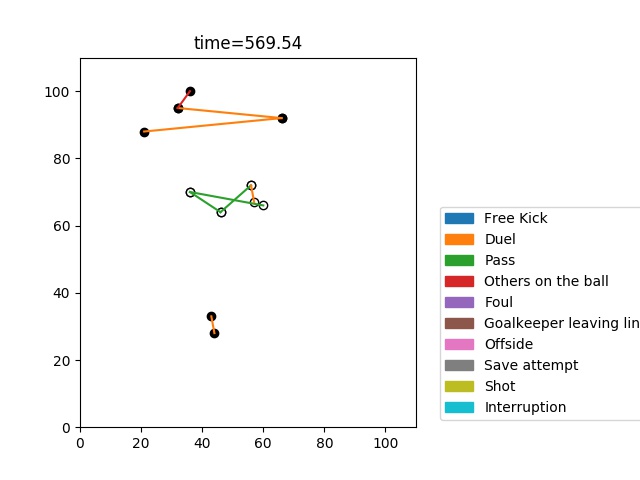 time=569.54
100
80
60
40
20
0
0 20 40 60 80 100
Free Kick
Duel
Pass
Others on the ball
Foul
Goalkeeper leaving lin
Offside
Save attempt
Shot
Interruption